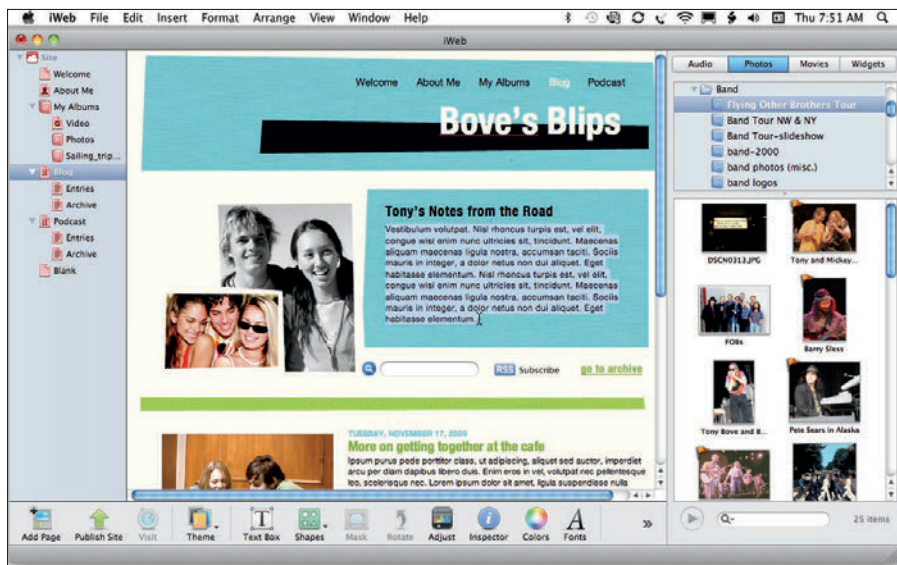 iWeb File Edit Insert Format Arrange View Window Help Thu 7:51 AM
iWeb
Site
Welcome
About Me
My Albums
Video
Photos
Sailing_trip...
Blog
Entries
Archive
Podcast
Entries
Archive
Blank
Welcome About Me My Albums Blog Podcast
Bove's Blips
Tony's Notes from the Road
Vestibulum volutpat. Nisl rhoncus turpis est, vel elit,
congue wisi enim nunc ultricies sit, tincidunt. Maecenas
aliquam maecenas ligula nostra, accumsan taciti. Sociis
mauris in integer, a dolor netus non dui aliquet. Eget
habitasse elementum. Nisl rhoncus turpis est, vel elit,
congue wisi enim nunc ultricies sit, tincidunt. Maecenas
aliquam maecenas ligula nostra, accumsan taciti. Sociis
mauris in integer, a dolor netus non dui aliquet. Eget
habitasse elementum.
RSS Subscribe go to archive
TUESDAY, NOVEMBER 17, 2009
More on getting together at the cafe
Ipsum purus pede porttitor class, ut adipiscing, aliquet sed auctor, imperdiet
arcu per diam dapibus libero duis. Enim eros in vel, volutpat nec pellentesque
leo, scelerisque nec. Lorem ipsum dolor sit amet, ligula suspendisse nulla
Audio Photos Movies Widgets
Band
Flying Other Brothers Tour
Band Tour NW & NY
Band Tour-slideshow
band-2000
band photos (misc.)
band logos
DSCN0313.JPG Tony and Mickey...
FOBs Barry Sless
Tony Bove and B... Pete Sears in Alaska
Add Page Publish Site Visit Theme Text Box Shapes Mask Rotate Adjust Inspector Colors Fonts
25 items